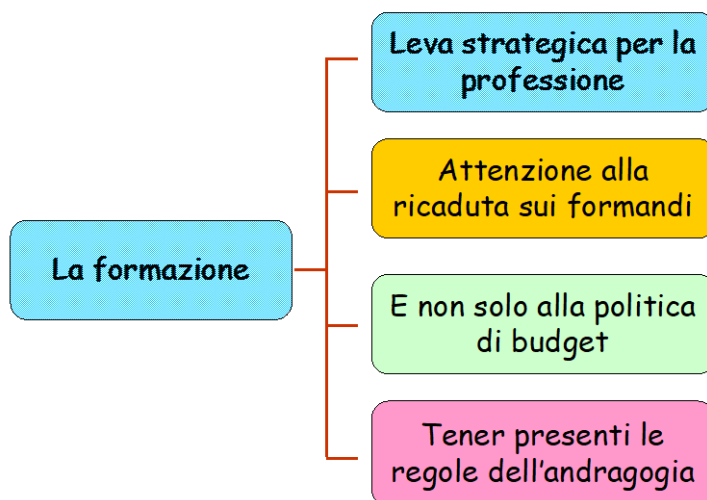 La formazione
Leva strategica per la
professione
Attenzione alla
ricaduta sui formandi
E non solo alla politica
di budget
Tener presenti le
regole dell'andragogia